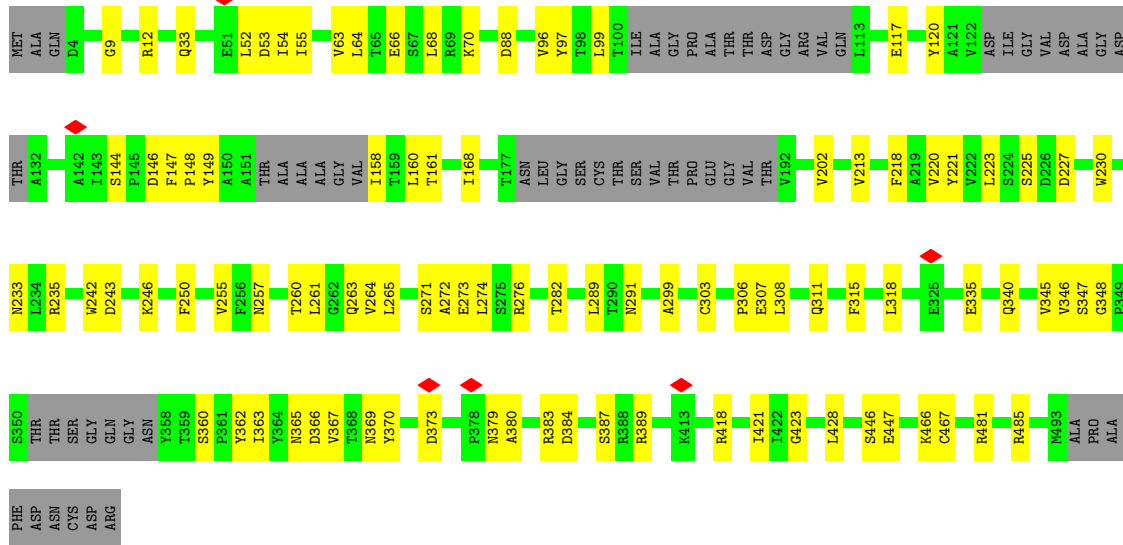 MET ALA GLN D4 G9 R12 Q33 E51 L52 D53 I54 I55 V63 L64 T65 E66 S67 L68 R69 K70 D88 V96 Y97 T98 L99 T100 ILE ALA GLY PRO ALA THR THR ASP GLY ARG VAL GLN L113 E117 Y120 A121 V122 ASP ILE GLY VAL ASP ALA GLY ASP
THR A132 A142 I143 S144 P145 D146 F147 P148 Y149 A150 A151 THR ALA ALA ALA GLY VAL I158 T159 L160 T161 I168 T177 ASN LEU GLY SER CYS THR SER VAL THR PRO GLU GLY VAL THR V192 V202 V213 F218 A219 V220 Y221 V222 L223 S224 S225 D226 D227 W230
N233 L234 R235 W242 D243 K246 F250 V255 F256 N257 T260 L261 G262 Q263 V264 L265 S271 A272 E273 L274 S275 R276 T282 L289 T290 N291 A299 C303 P306 E307 L308 Q311 F315 L318 E325 E335 Q340 V345 V346 S347 G348 P349
S350 THR THR SER GLY GLN GLY ASN Y358 T359 S360 P361 Y362 I363 Y364 N365 D366 V367 T368 N369 Y370 D373 P378 N379 A380 R383 D384 S387 R388 R389 K413 R418 I421 I422 G423 L428 S446 E447 K466 C467 R481 R485 M493 ALA PRO ALA
PHE ASP ASN CYS ASP ARG